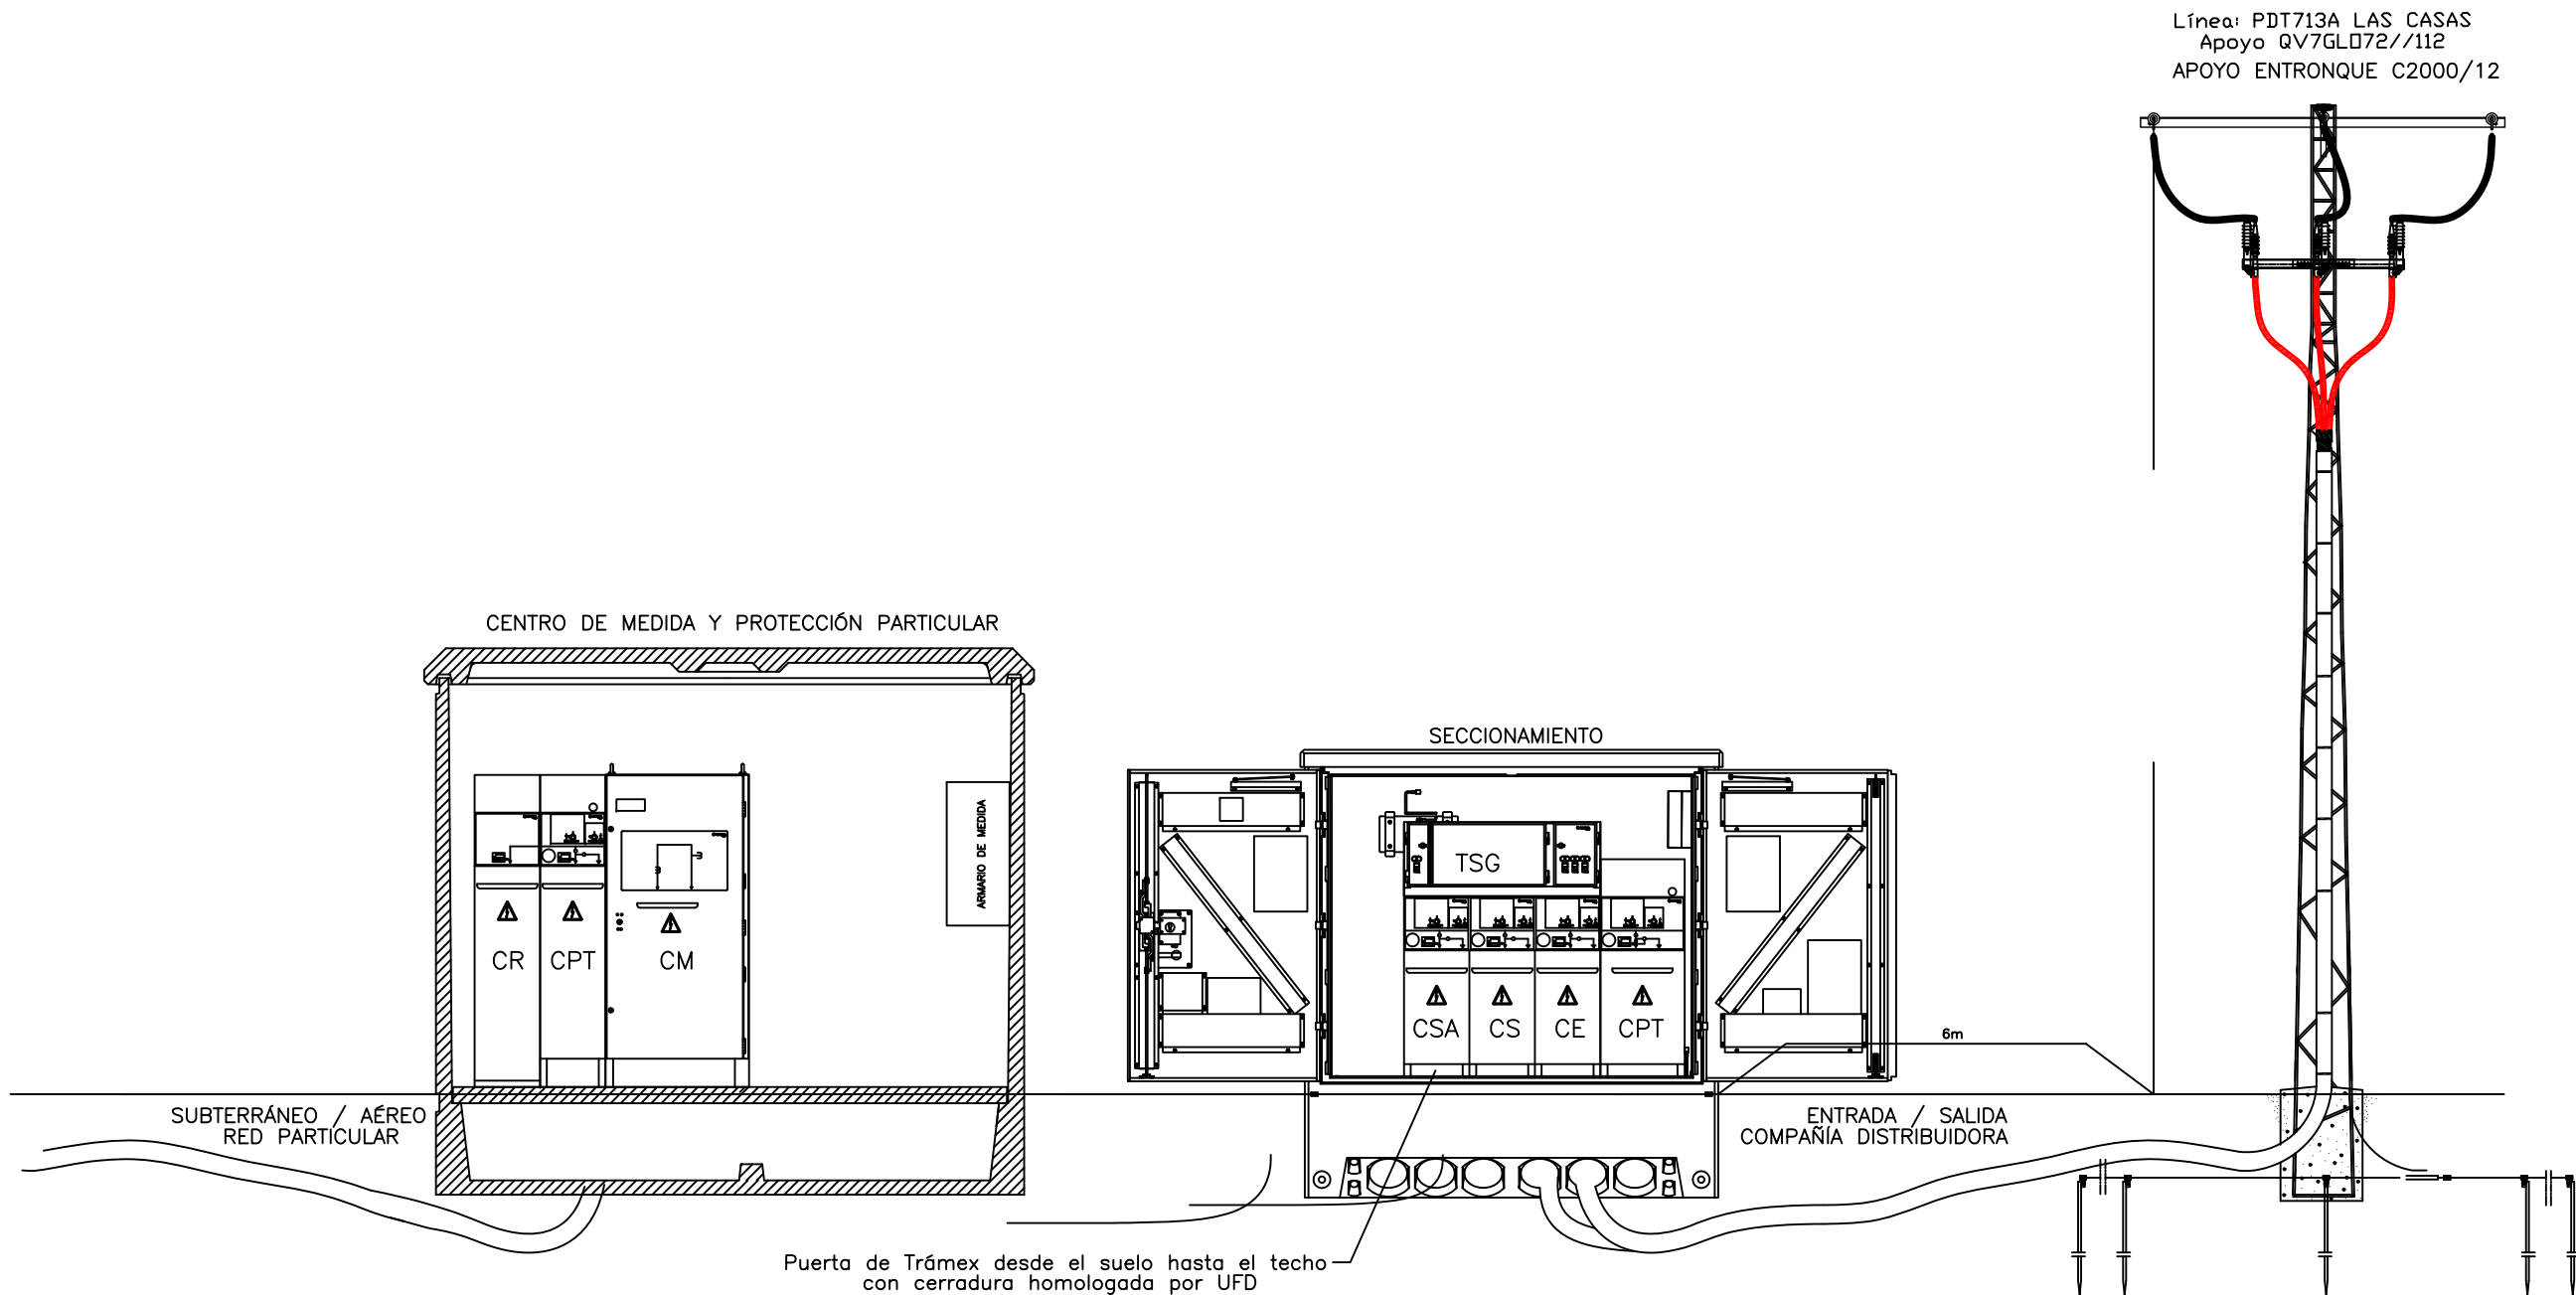 Línea: PDT713A LAS CASAS
Apoyo QV7GL072//112
APOYO ENTRONQUE C2000/12
CENTRO DE MEDIDA Y PROTECCIÓN PARTICULAR
SECCIONAMIENTO
ARMARIO DE MEDIDA
TSG
CR CPT CM
CSA CS CE CPT
6m
SUBTERRÁNEO / AÉREO
RED PARTICULAR
ENTRADA / SALIDA
COMPAÑÍA DISTRIBUIDORA
Puerta de Trámex desde el suelo hasta el techo
con cerradura homologada por UFD